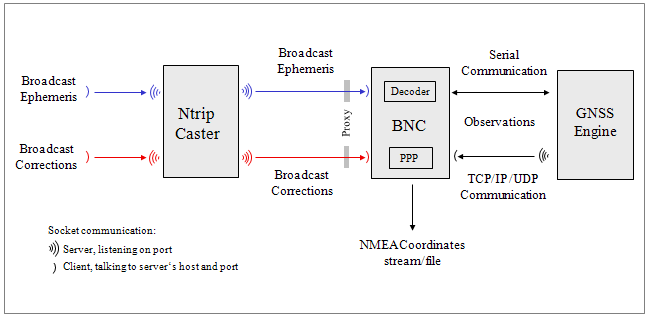 Broadcast
Ephemeris
Broadcast
Corrections
Ntrip
Caster
Broadcast
Ephemeris
Proxy
Broadcast
Corrections
Decoder
BNC
PPP
Serial
Communication
Observations
TCP/IP/UDP
Communication
GNSS
Engine
NMEA Coordinates
stream/file
Socket communication:
Server, listening on port
Client, talking to server's host and port